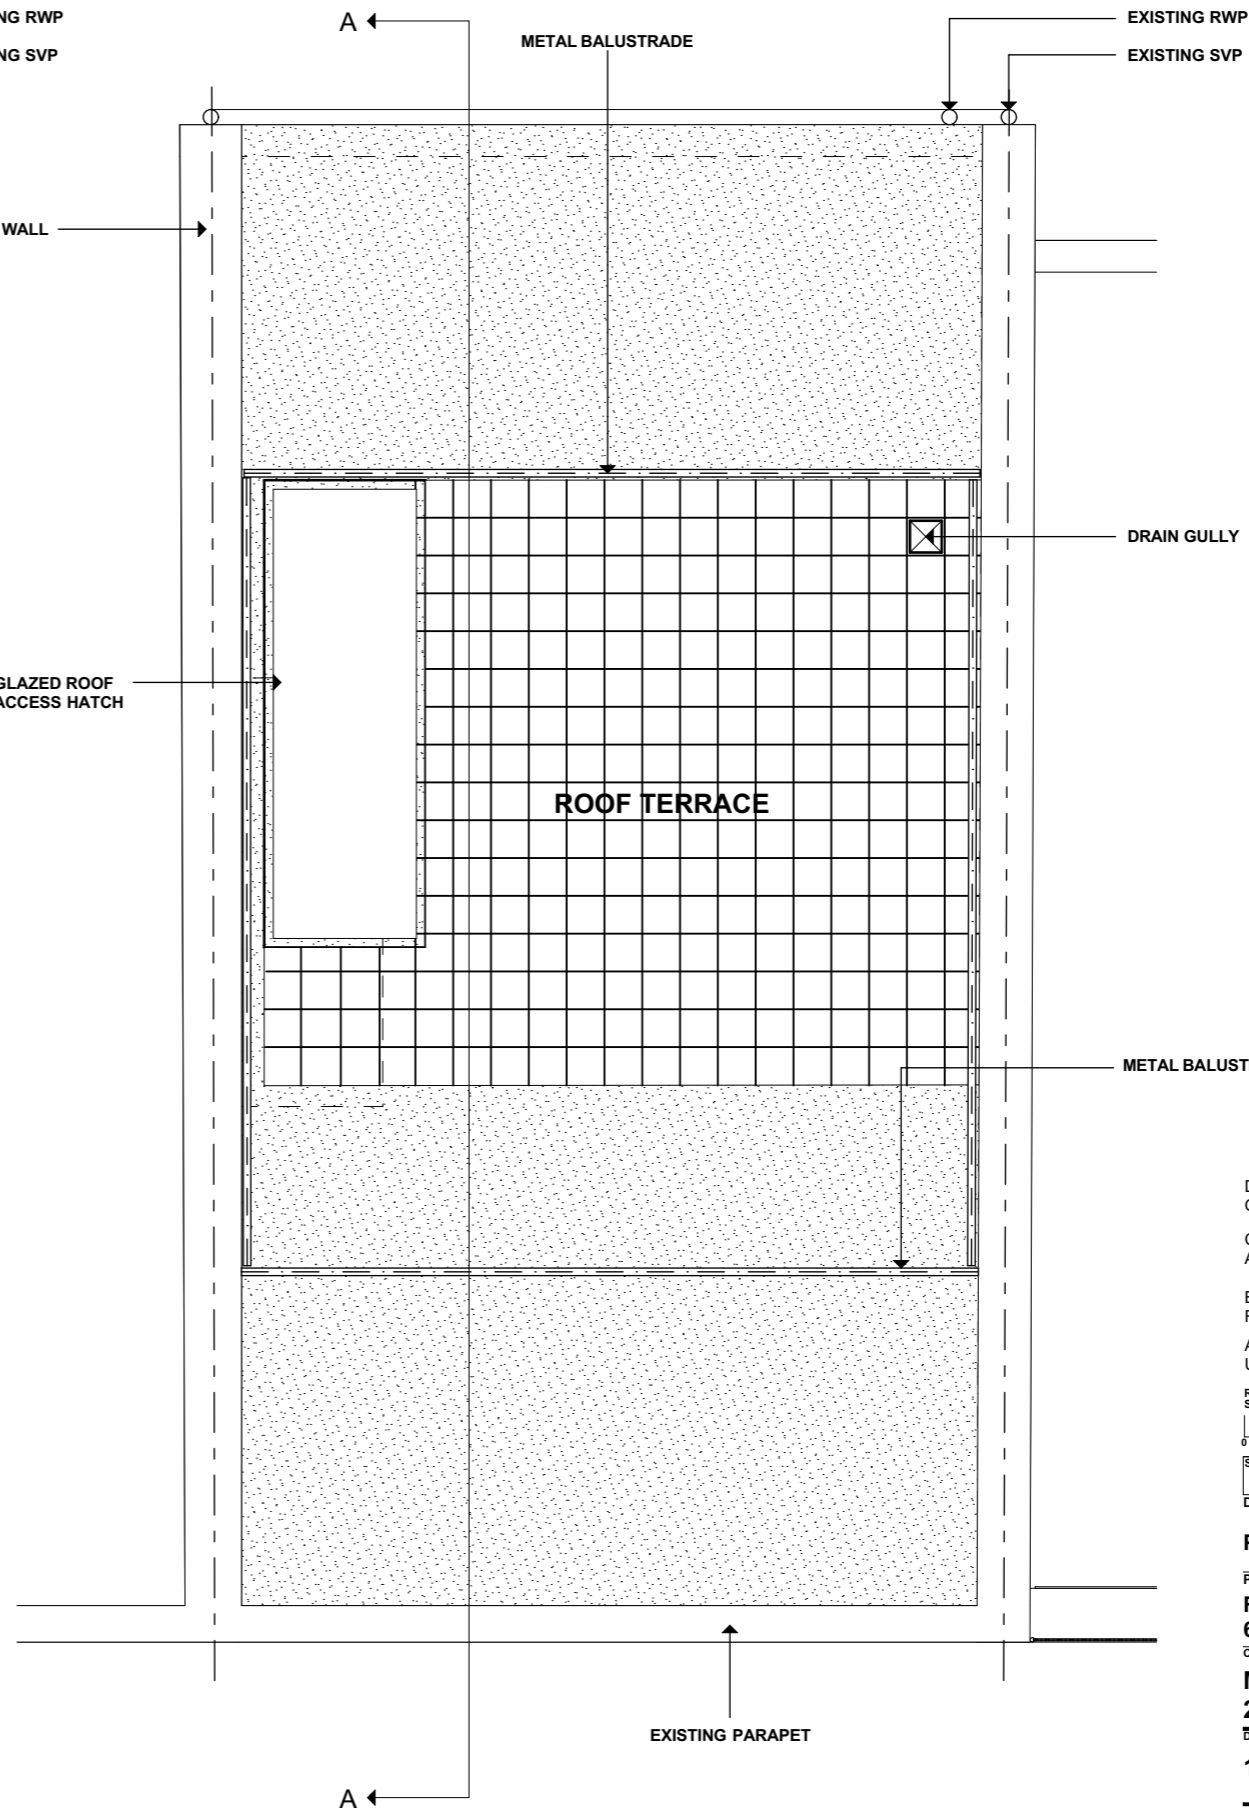 NG RWP
A
METAL BALUSTRADE
EXISTING RWP
NG SVP
EXISTING SVP
WALL
DRAIN GULLY
GLAZED ROOF
ACCESS HATCH
ROOF TERRACE
METAL BALUST
EXISTING PARAPET
A